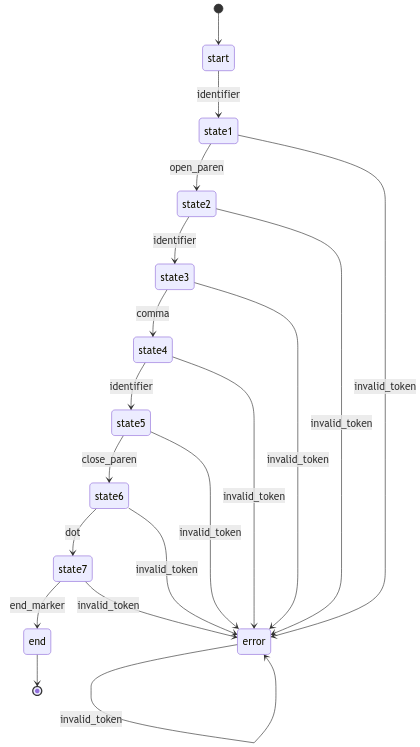 start
identifier
state1
open_paren
state2
identifier
state3
comma
state4
identifier
invalid_token
state5
invalid_token
close_paren
invalid_token
state6
invalid_token
dot
invalid_token
state7
invalid_token
end_marker
invalid_token
end
error
invalid_token